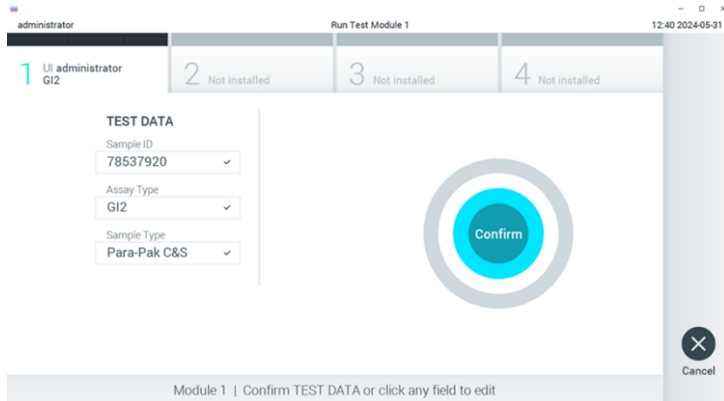 administrator Run Test Module 1 12:40 2024-05-31
1 UI administrator
GI2
2 Not installed
3 Not installed
4 Not installed
TEST DATA
Sample ID
78537920
Assay Type
GI2
Sample Type
Para-Pak C&S
Confirm
Cancel
Module 1 | Confirm TEST DATA or click any field to edit